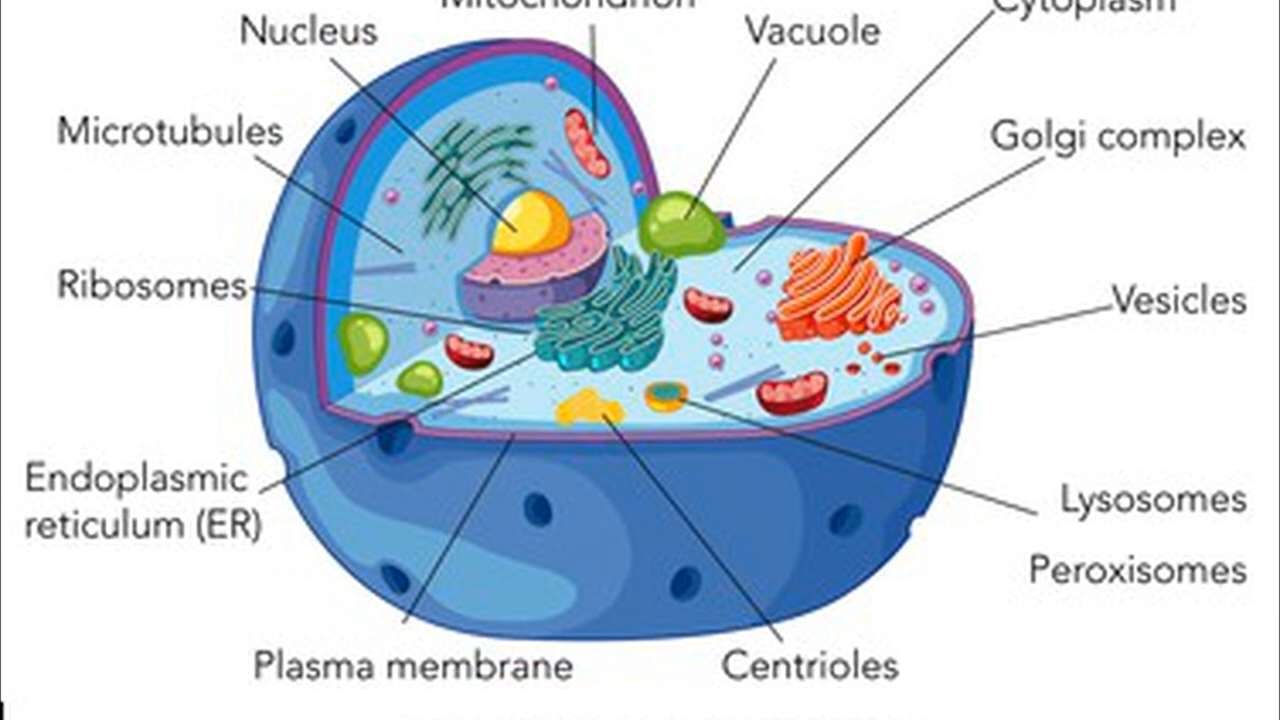 Mitochondrion
Cytoplasm
Nucleus
Vacuole
Microtubules
Golgi complex
Ribosomes
Vesicles
Endoplasmic
reticulum (ER)
Lysosomes
Peroxisomes
Plasma membrane
Centrioles